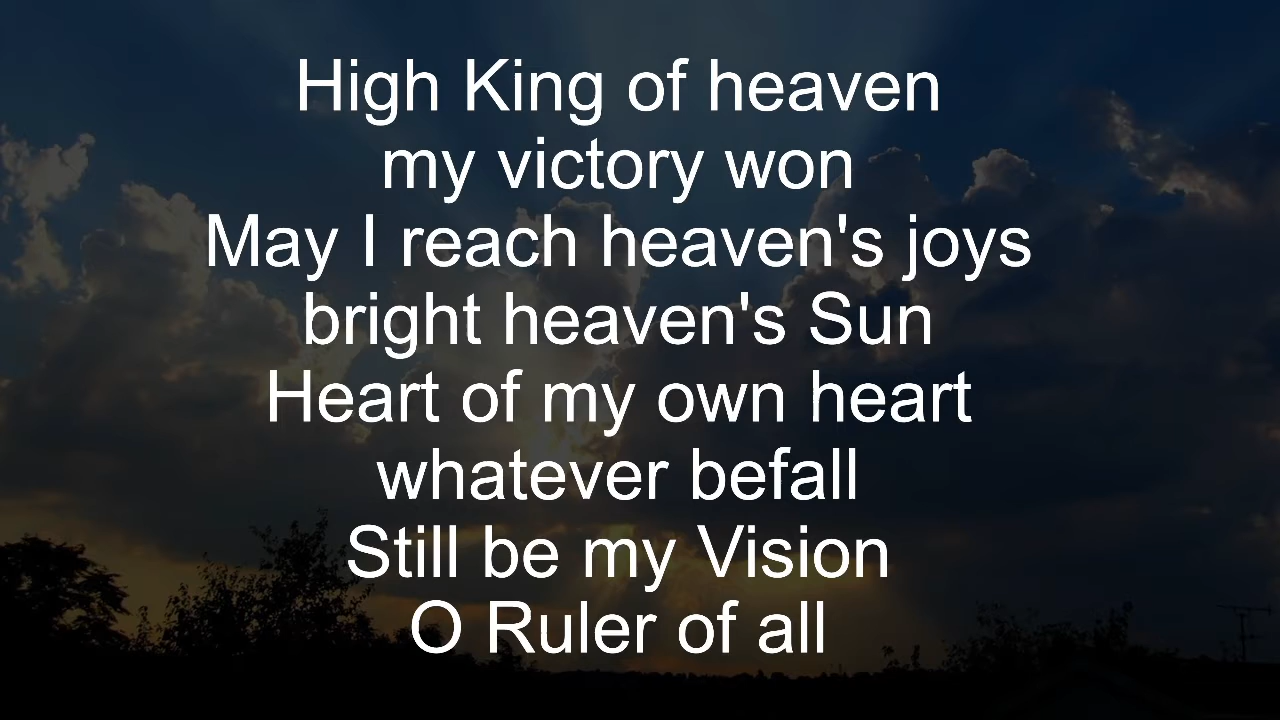 High King of heaven
my victory won
May I reach heaven's joys
bright heaven's Sun
Heart of my own heart
whatever befall
Still be my Vision
O Ruler of all